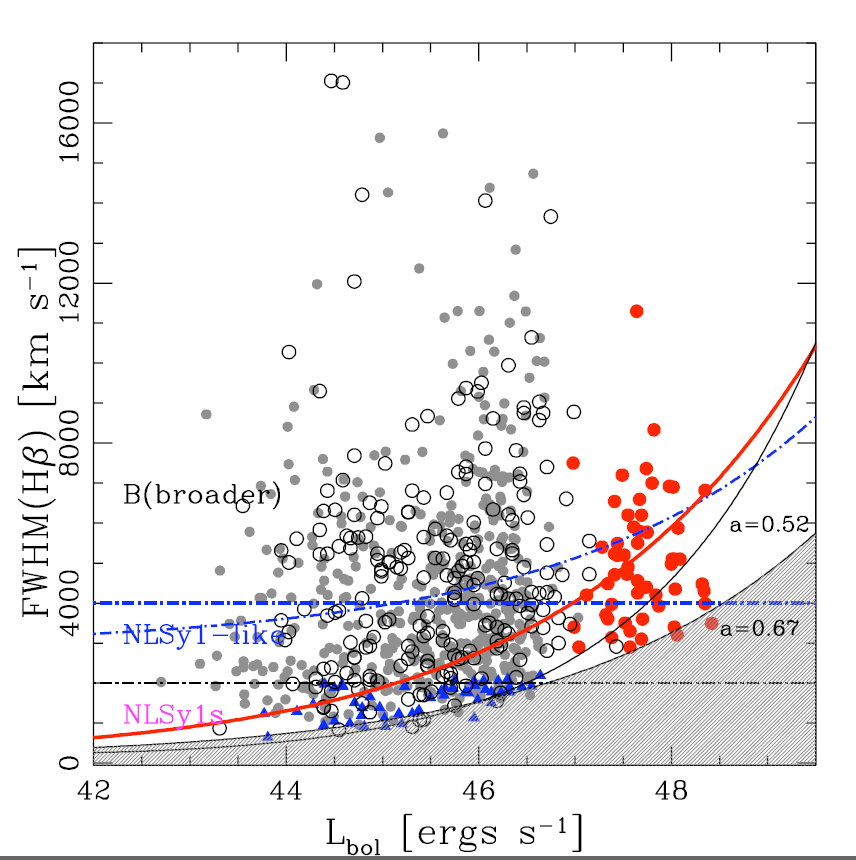 16000
12000
8000
4000
0
FWHM(Hβ) [km s⁻¹]
B(broader)
a=0.52
NLSy1-like
a=0.67
NLSy1s
42 44 46 48
L_bol [ergs s⁻¹]